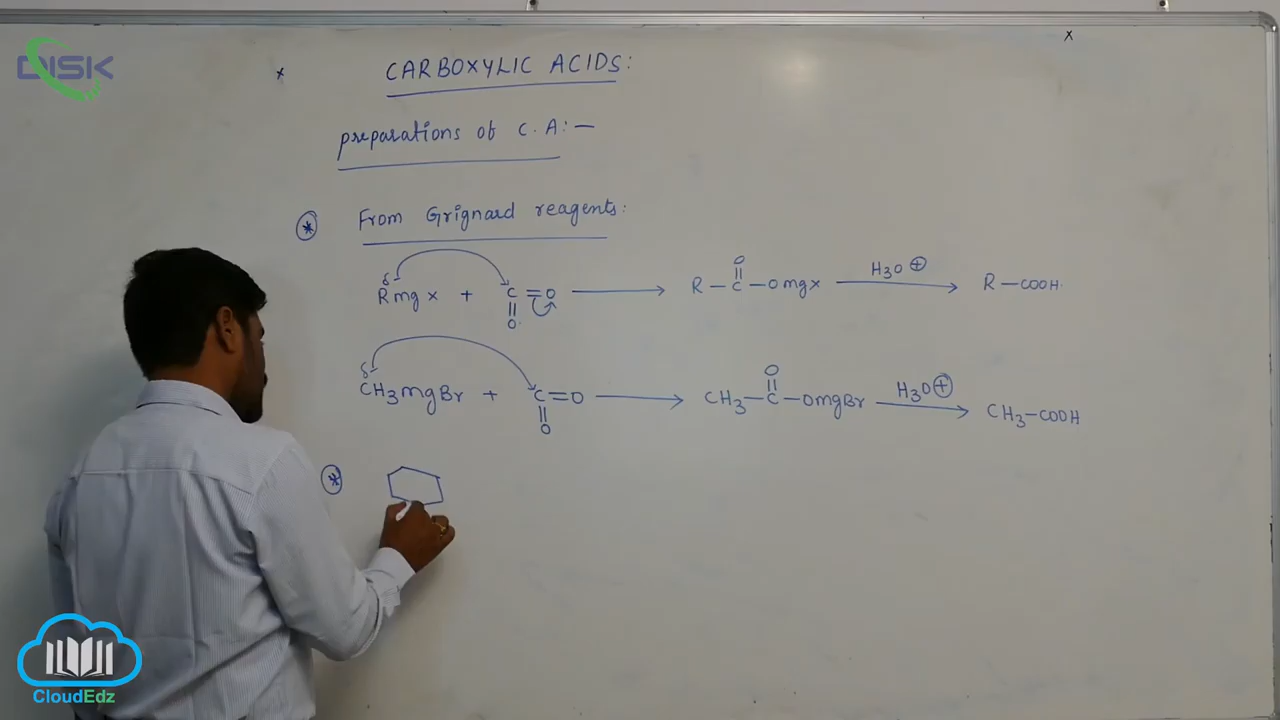 DISK
x
x
CARBOXYLIC ACIDS:
preparations of C.A:—
* From Grignard reagents:
δ-
Rmgx + C=O → R-C-OmgX H3O⊕ → R-COOH.
O O
δ-
CH3mgBr + C=O → CH3-C-OmgBr H3O⊕ → CH3-COOH
O O
*
CloudEdz